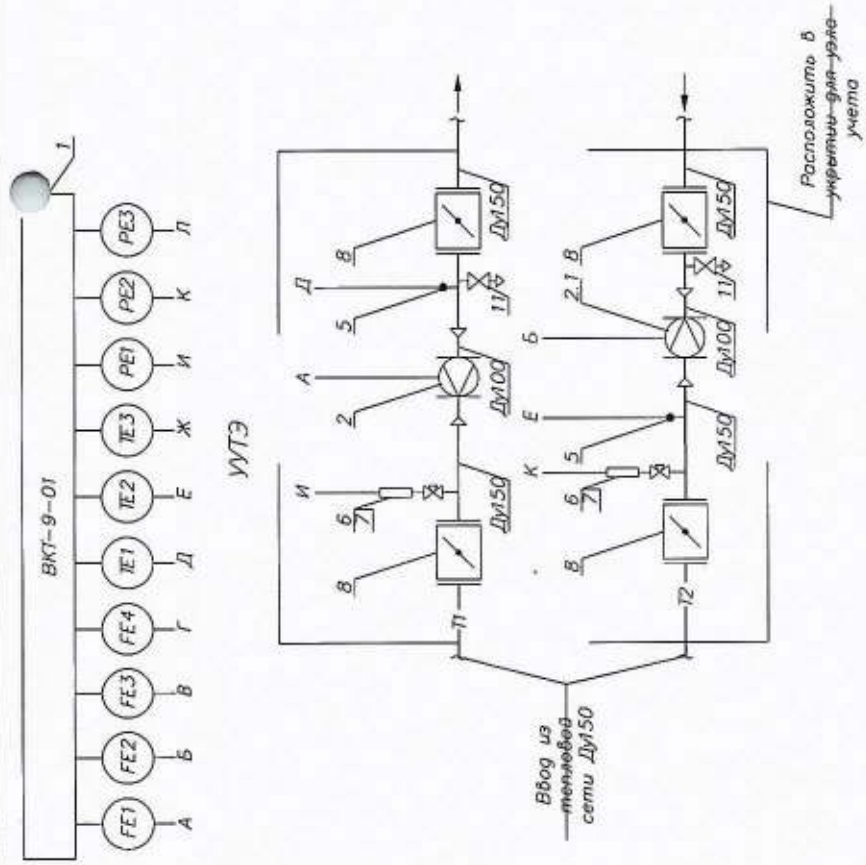 ВКТ-9-01
1
FE1
FE2
FE3
FE4
TE1
TE2
TE3
PE1
PE2
PE3
А
Б
В
Г
Д
Е
Ж
И
К
Л
УУТЭ
И
А
Д
6
7
2
5
8
8
Т1
Ду150
Ду100
11
Ду150
К
Е
Б
6
7
5
2.1
8
8
Т2
Ду150
Ду100
11
Ду150
Ввод из
тепловой
сети Ду150
Расположить в
укрытии для узла
учета